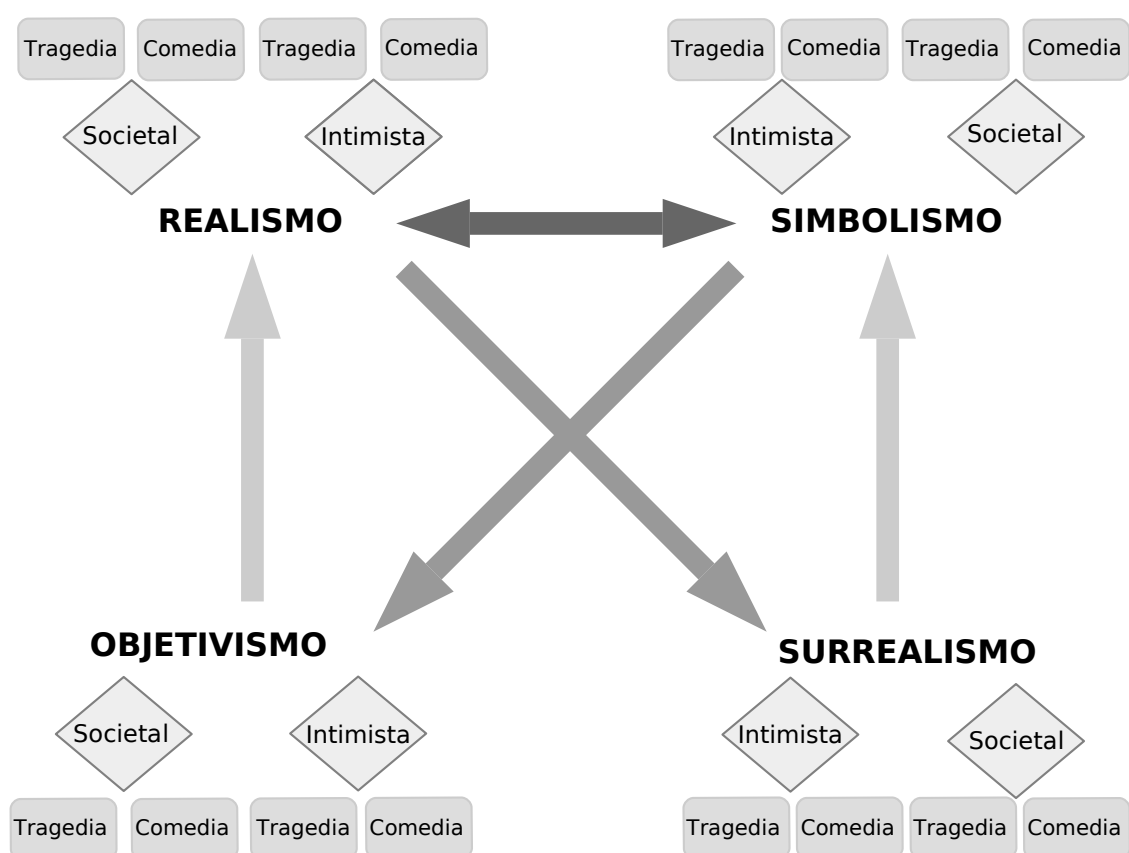 Tragedia Comedia Tragedia Comedia Tragedia Comedia Tragedia Comedia
Societal Intimista Intimista Societal
REALISMO SIMBOLISMO
OBJETIVISMO SURREALISMO
Societal Intimista Intimista Societal
Tragedia Comedia Tragedia Comedia Tragedia Comedia Tragedia Comedia